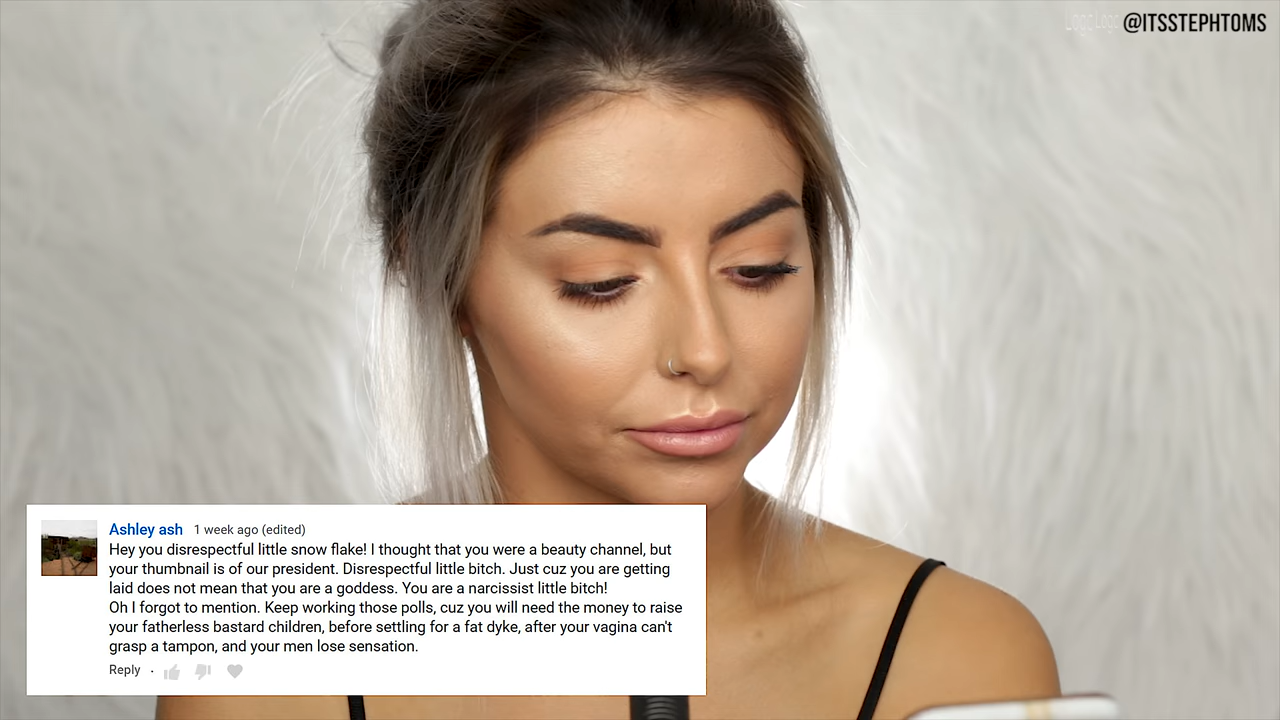 @ITSSTEPHTOMS
Ashley ash 1 week ago (edited)
Hey you disrespectful little snow flake! I thought that you were a beauty channel, but
your thumbnail is of our president. Disrespectful little bitch. Just cuz you are getting
laid does not mean that you are a goddess. You are a narcissist little bitch!
Oh I forgot to mention. Keep working those polls, cuz you will need the money to raise
your fatherless bastard children, before settling for a fat dyke, after your vagina can't
grasp a tampon, and your men lose sensation.
Reply ·